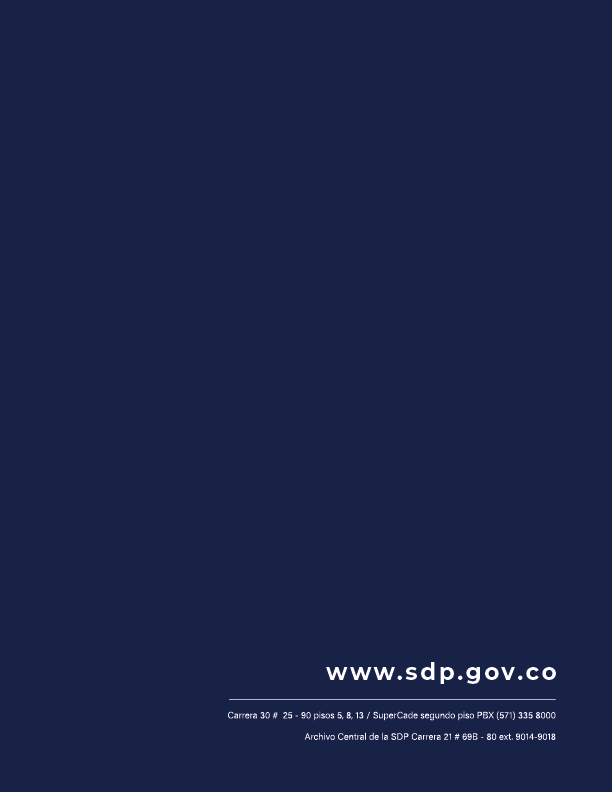 www.sdp.gov.co
Carrera 30 # 25 - 90 pisos 5, 8, 13 / SuperCade segundo piso PBX (571) 335 8000
Archivo Central de la SDP Carrera 21 # 69B - 80 ext. 9014-9018